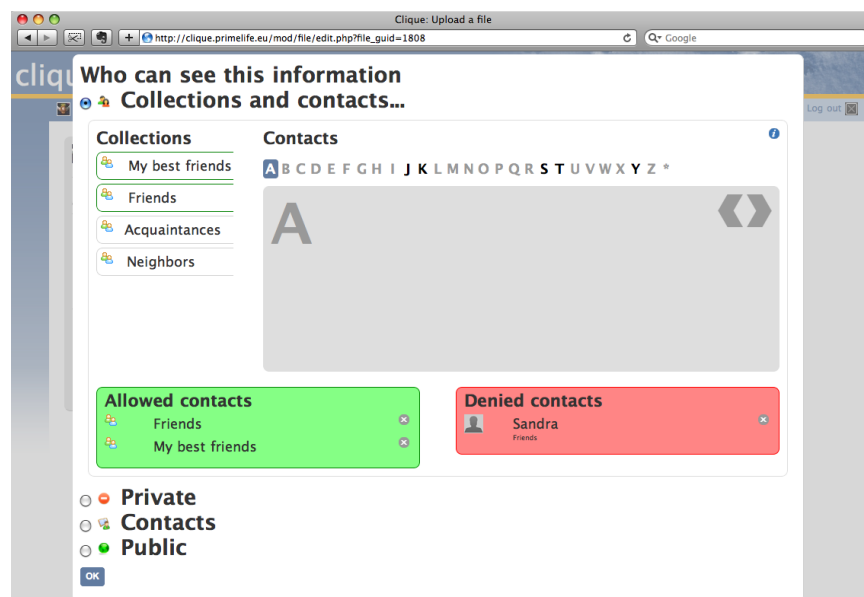 Clique: Upload a file
http://clique.primelife.eu/mod/file/edit.php?file_guid=1808
Google
cliq
Log out
Who can see this information
Collections and contacts...
Collections
Contacts
My best friends
A B C D E F G H I J K L M N O P Q R S T U V W X Y Z *
Friends
A
Acquaintances
Neighbors
Allowed contacts
Denied contacts
Friends
Sandra
Friends
My best friends
Private
Contacts
Public
OK